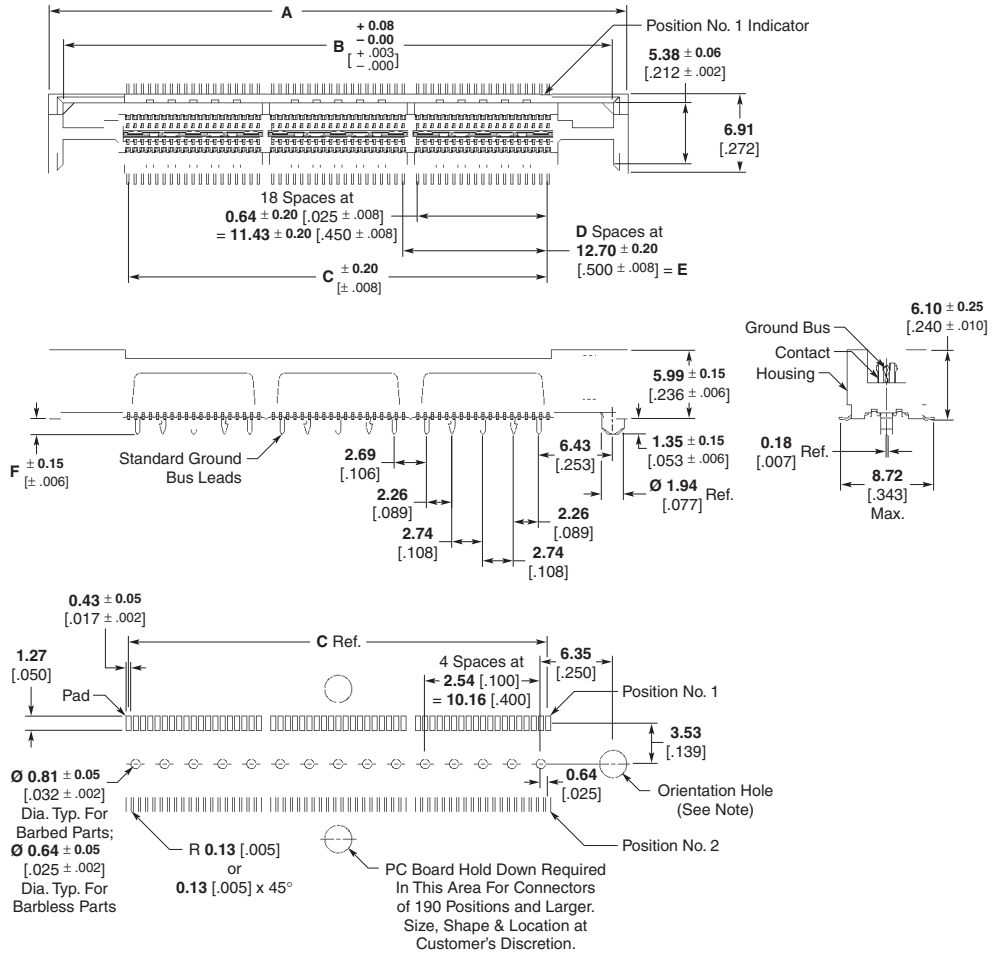 A
+ 0.08
– 0.00
B
[ + .003
– .000 ]
Position No. 1 Indicator
5.38 ± 0.06
[.212 ± .002]
6.91
[.272]
18 Spaces at
0.64 ± 0.20 [.025 ± .008]
= 11.43 ± 0.20 [.450 ± .008]
D Spaces at
12.70 ± 0.20
[.500 ± .008] = E
C ± 0.20
[± .008]
6.10 ± 0.25
[.240 ± .010]
Ground Bus
Contact
Housing
5.99 ± 0.15
[.236 ± .006]
F ± 0.15
[± .006]
Standard Ground
Bus Leads
2.69
[.106]
6.43
[.253]
1.35 ± 0.15
[.053 ± .006]
0.18
[.007] Ref.
2.26
[.089]
Ø 1.94
[.077] Ref.
8.72
[.343]
Max.
2.26
[.089]
2.74
[.108]
2.74
[.108]
0.43 ± 0.05
[.017 ± .002]
C Ref.
1.27
[.050]
4 Spaces at
2.54 [.100]
= 10.16 [.400]
6.35
[.250]
Pad
Position No. 1
3.53
[.139]
Ø 0.81 ± 0.05
[.032 ± .002]
Dia. Typ. For
Barbed Parts;
Ø 0.64 ± 0.05
[.025 ± .002]
Dia. Typ. For
Barbless Parts
0.64
[.025]
Orientation Hole
(See Note)
R 0.13 [.005]
or
0.13 [.005] x 45°
Position No. 2
PC Board Hold Down Required
In This Area For Connectors
of 190 Positions and Larger.
Size, Shape & Location at
Customer's Discretion.